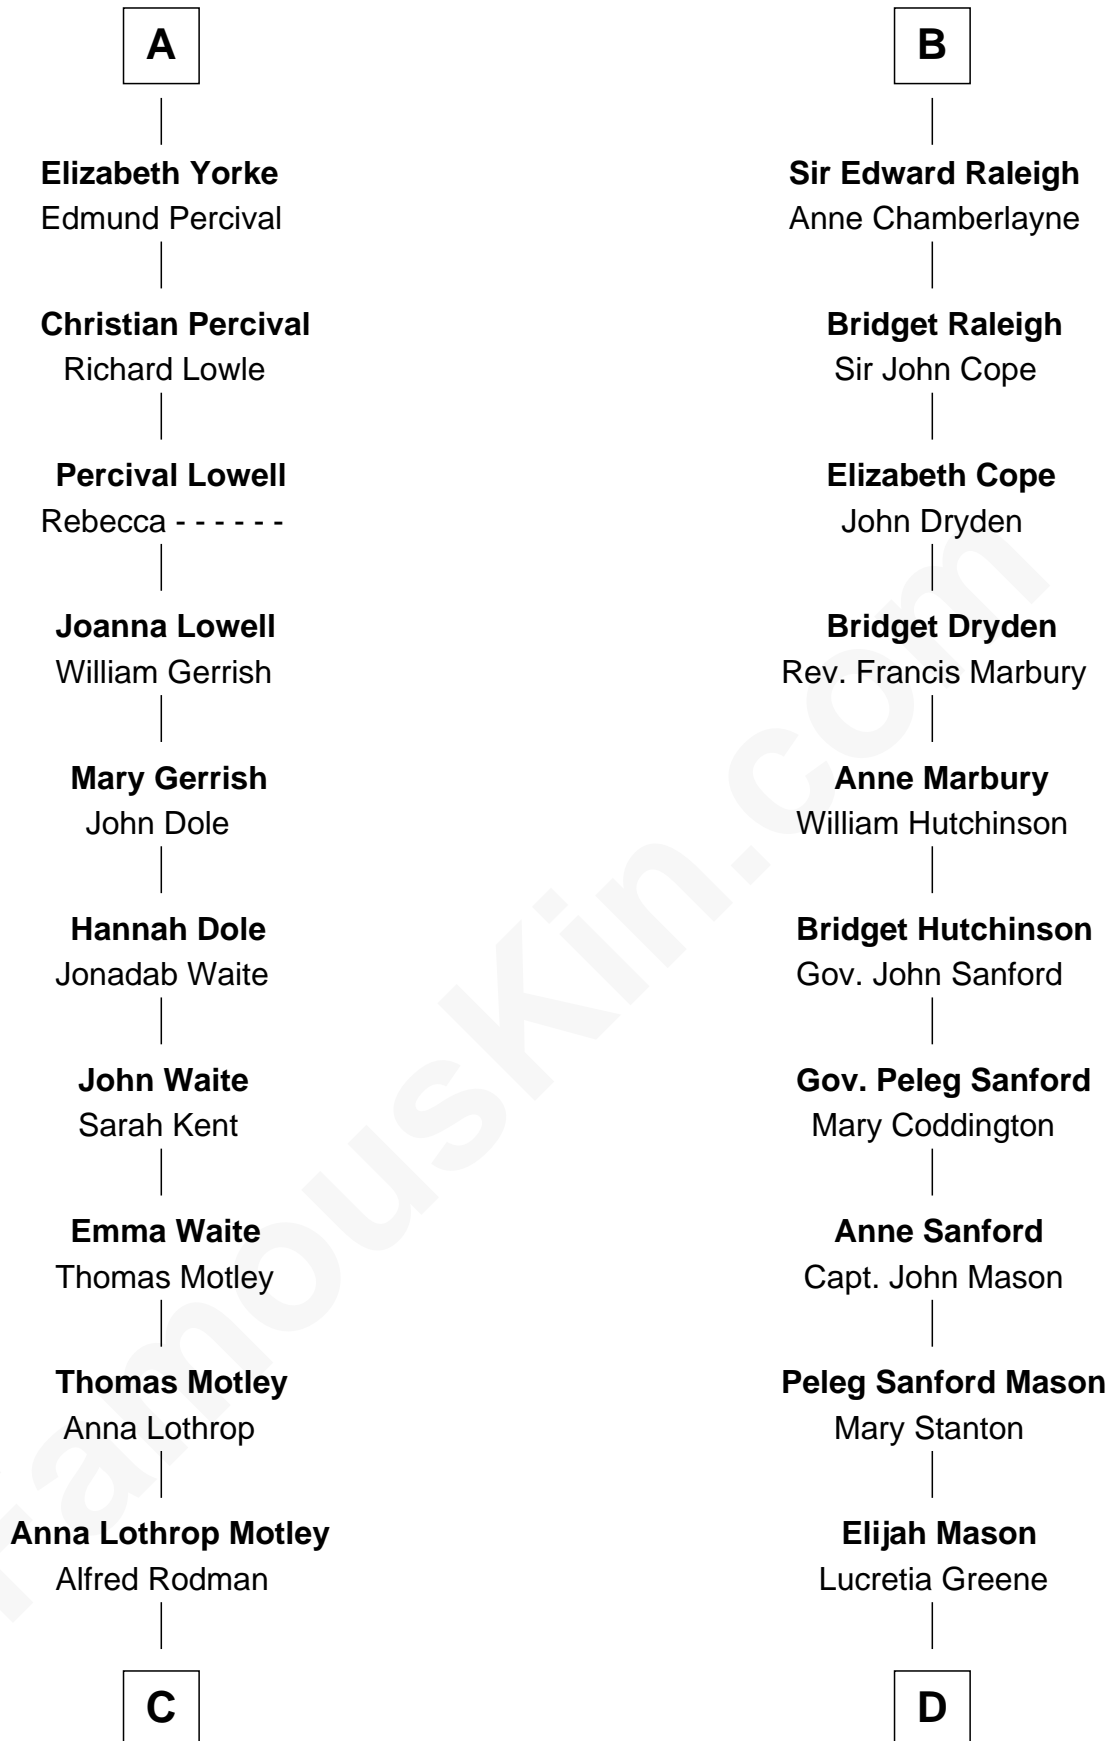 A
Elizabeth Yorke
Edmund Percival
Christian Percival
Richard Lowle
Percival Lowell
Rebecca - - - - - -
Joanna Lowell
William Gerrish
Mary Gerrish
John Dole
Hannah Dole
Jonadab Waite
John Waite
Sarah Kent
Emma Waite
Thomas Motley
Thomas Motley
Anna Lothrop
Anna Lothrop Motley
Alfred Rodman
C
B
Sir Edward Raleigh
Anne Chamberlayne
Bridget Raleigh
Sir John Cope
Elizabeth Cope
John Dryden
Bridget Dryden
Rev. Francis Marbury
Anne Marbury
William Hutchinson
Bridget Hutchinson
Gov. John Sanford
Gov. Peleg Sanford
Mary Coddington
Anne Sanford
Capt. John Mason
Peleg Sanford Mason
Mary Stanton
Elijah Mason
Lucretia Greene
D
FamousKin.com